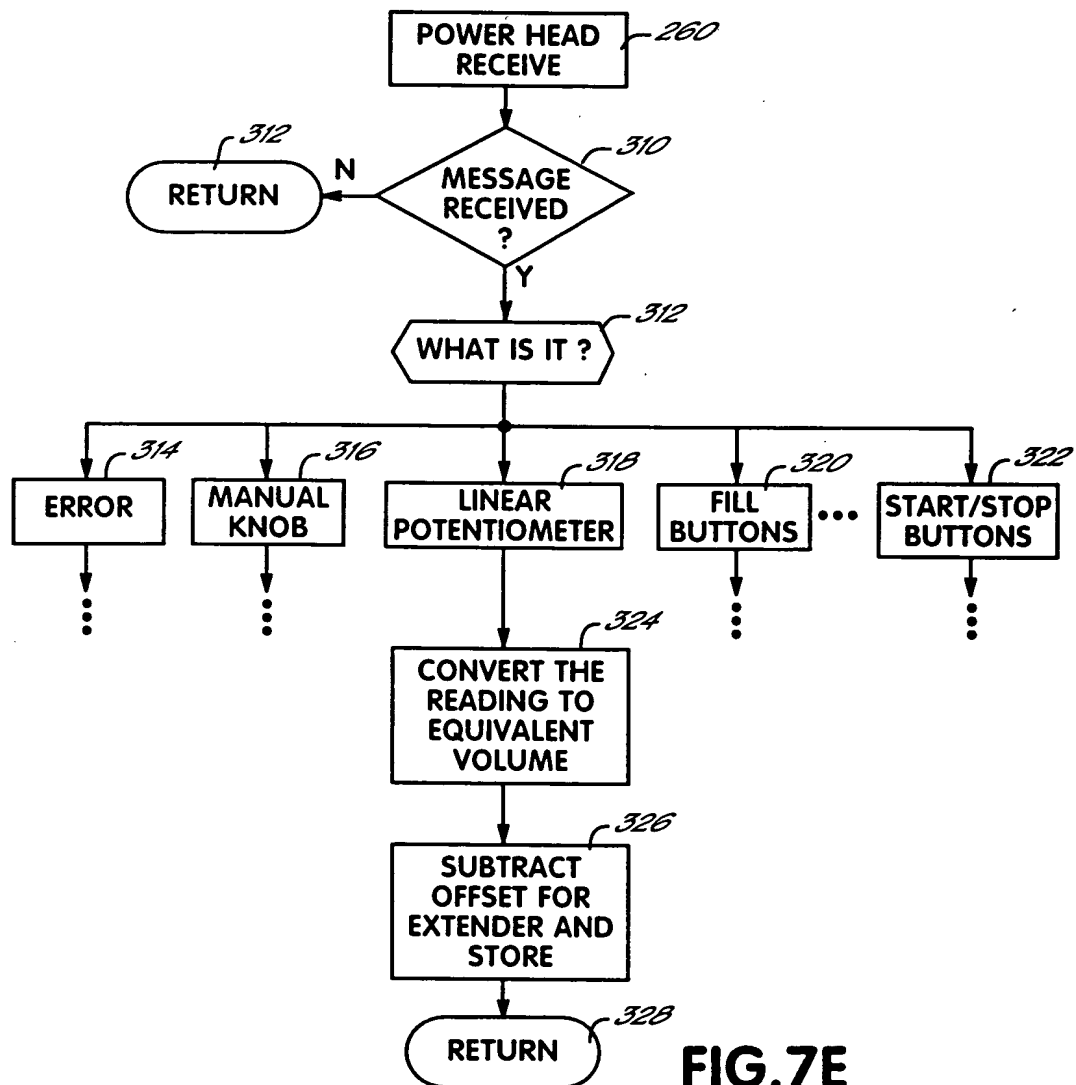 POWER HEAD
RECEIVE
260
312
RETURN
N
310
MESSAGE
RECEIVED
?
Y
312
WHAT IS IT ?
314
ERROR
316
MANUAL
KNOB
318
LINEAR
POTENTIOMETER
320
FILL
BUTTONS
322
START/STOP
BUTTONS
324
CONVERT THE
READING TO
EQUIVALENT
VOLUME
326
SUBTRACT
OFFSET FOR
EXTENDER AND
STORE
328
RETURN
FIG.7E